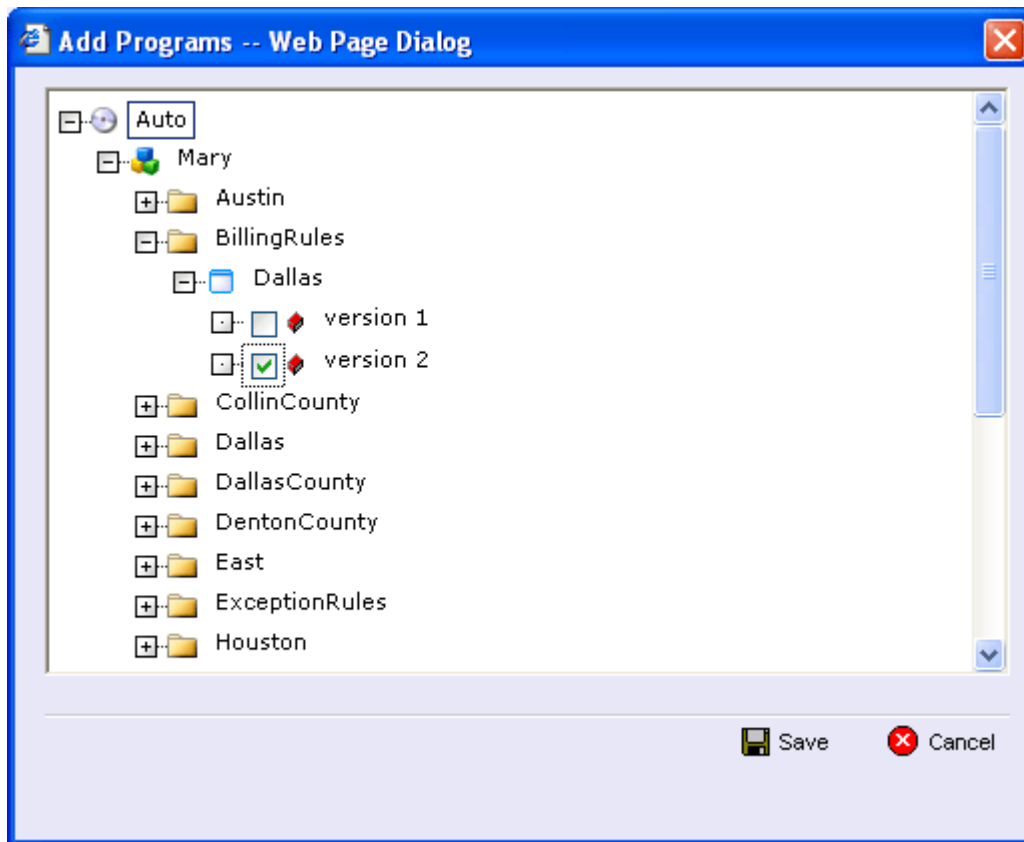 Add Programs -- Web Page Dialog
Auto
Mary
Austin
BillingRules
Dallas
version 1
version 2
CollinCounty
Dallas
DallasCounty
DentonCounty
East
ExceptionRules
Houston
Save Cancel